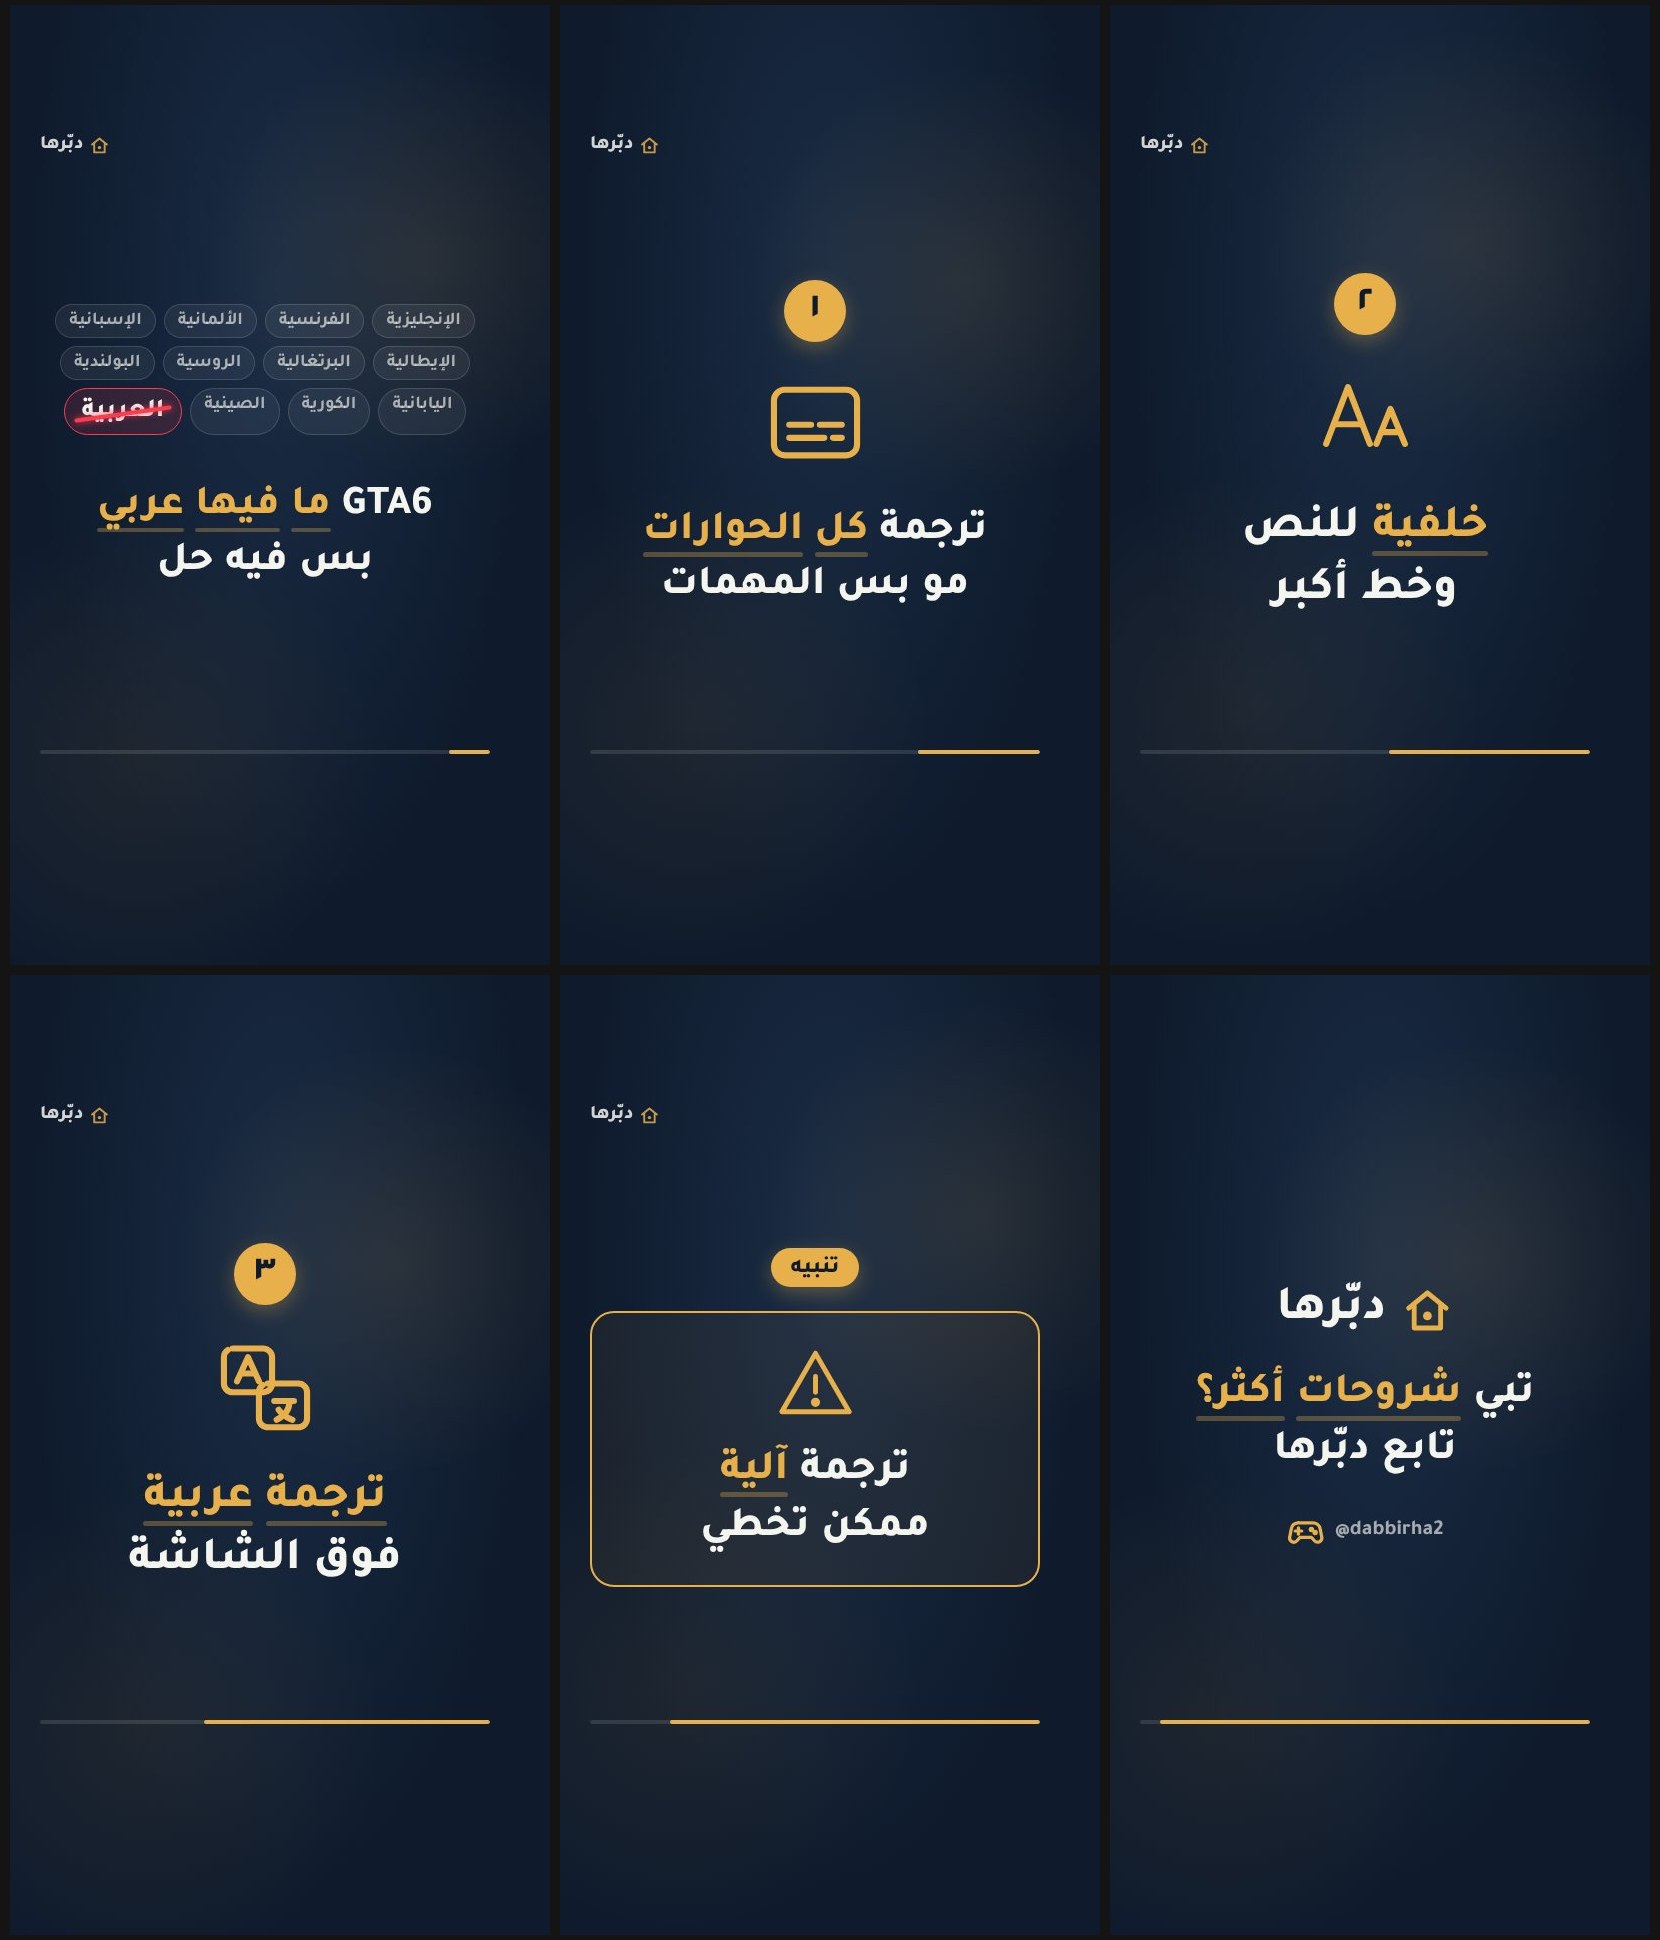 دبّرها
الإنجليزية الفرنسية الألمانية الإسبانية
الإيطالية البرتغالية الروسية البولندية
اليابانية الكورية الصينية العربية
GTA6 ما فيها عربي
بس فيه حل
دبّرها
١
ترجمة كل الحوارات
مو بس المهمات
دبّرها
٢
AA
خلفية للنص
وخط أكبر
دبّرها
٣
A
文
ترجمة عربية
فوق الشاشة
دبّرها
تنبيه
ترجمة آلية
ممكن تخطي
دبّرها
تبي شروحات أكثر؟
تابع دبّرها
@dabbirha2